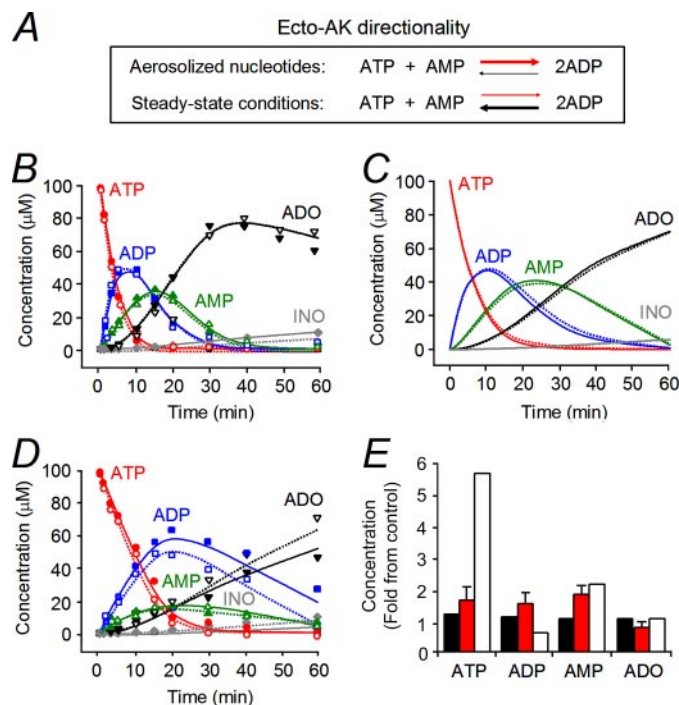 A
Ecto-AK directionality
Aerosolized nucleotides: ATP + AMP 2ADP
Steady-state conditions: ATP + AMP 2ADP
B
100
80
60
40
20
0
Concentration (μM)
ATP
ADP
AMP
ADO
INO
0 10 20 30 40 50 60
Time (min)
C
100
80
60
40
20
0
Concentration (μM)
ATP
ADP
AMP
ADO
INO
0 10 20 30 40 50 60
Time (min)
D
100
80
60
40
20
0
Concentration (μM)
ATP
ADP
AMP
ADO
INO
0 10 20 30 40 50 60
Time (min)
E
6
5
4
3
2
1
0
Concentration
(Fold from control)
ATP ADP AMP ADO